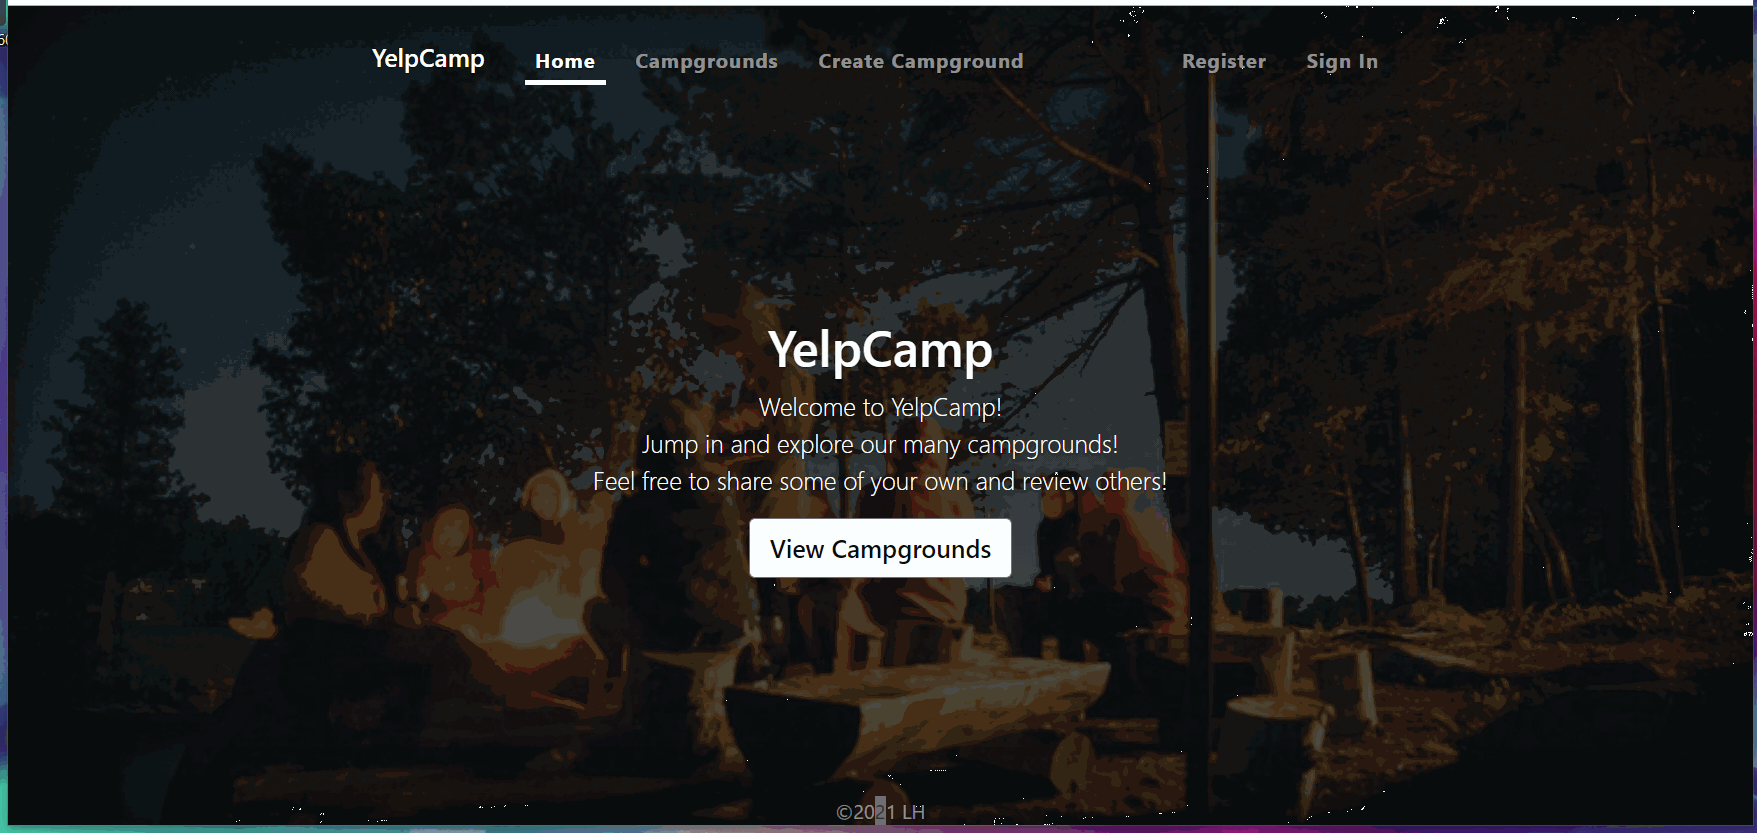 YelpCamp Home Campgrounds Create Campground Register Sign In
YelpCamp
Welcome to YelpCamp!
Jump in and explore our many campgrounds!
Feel free to share some of your own and review others!
View Campgrounds
©2021 LH